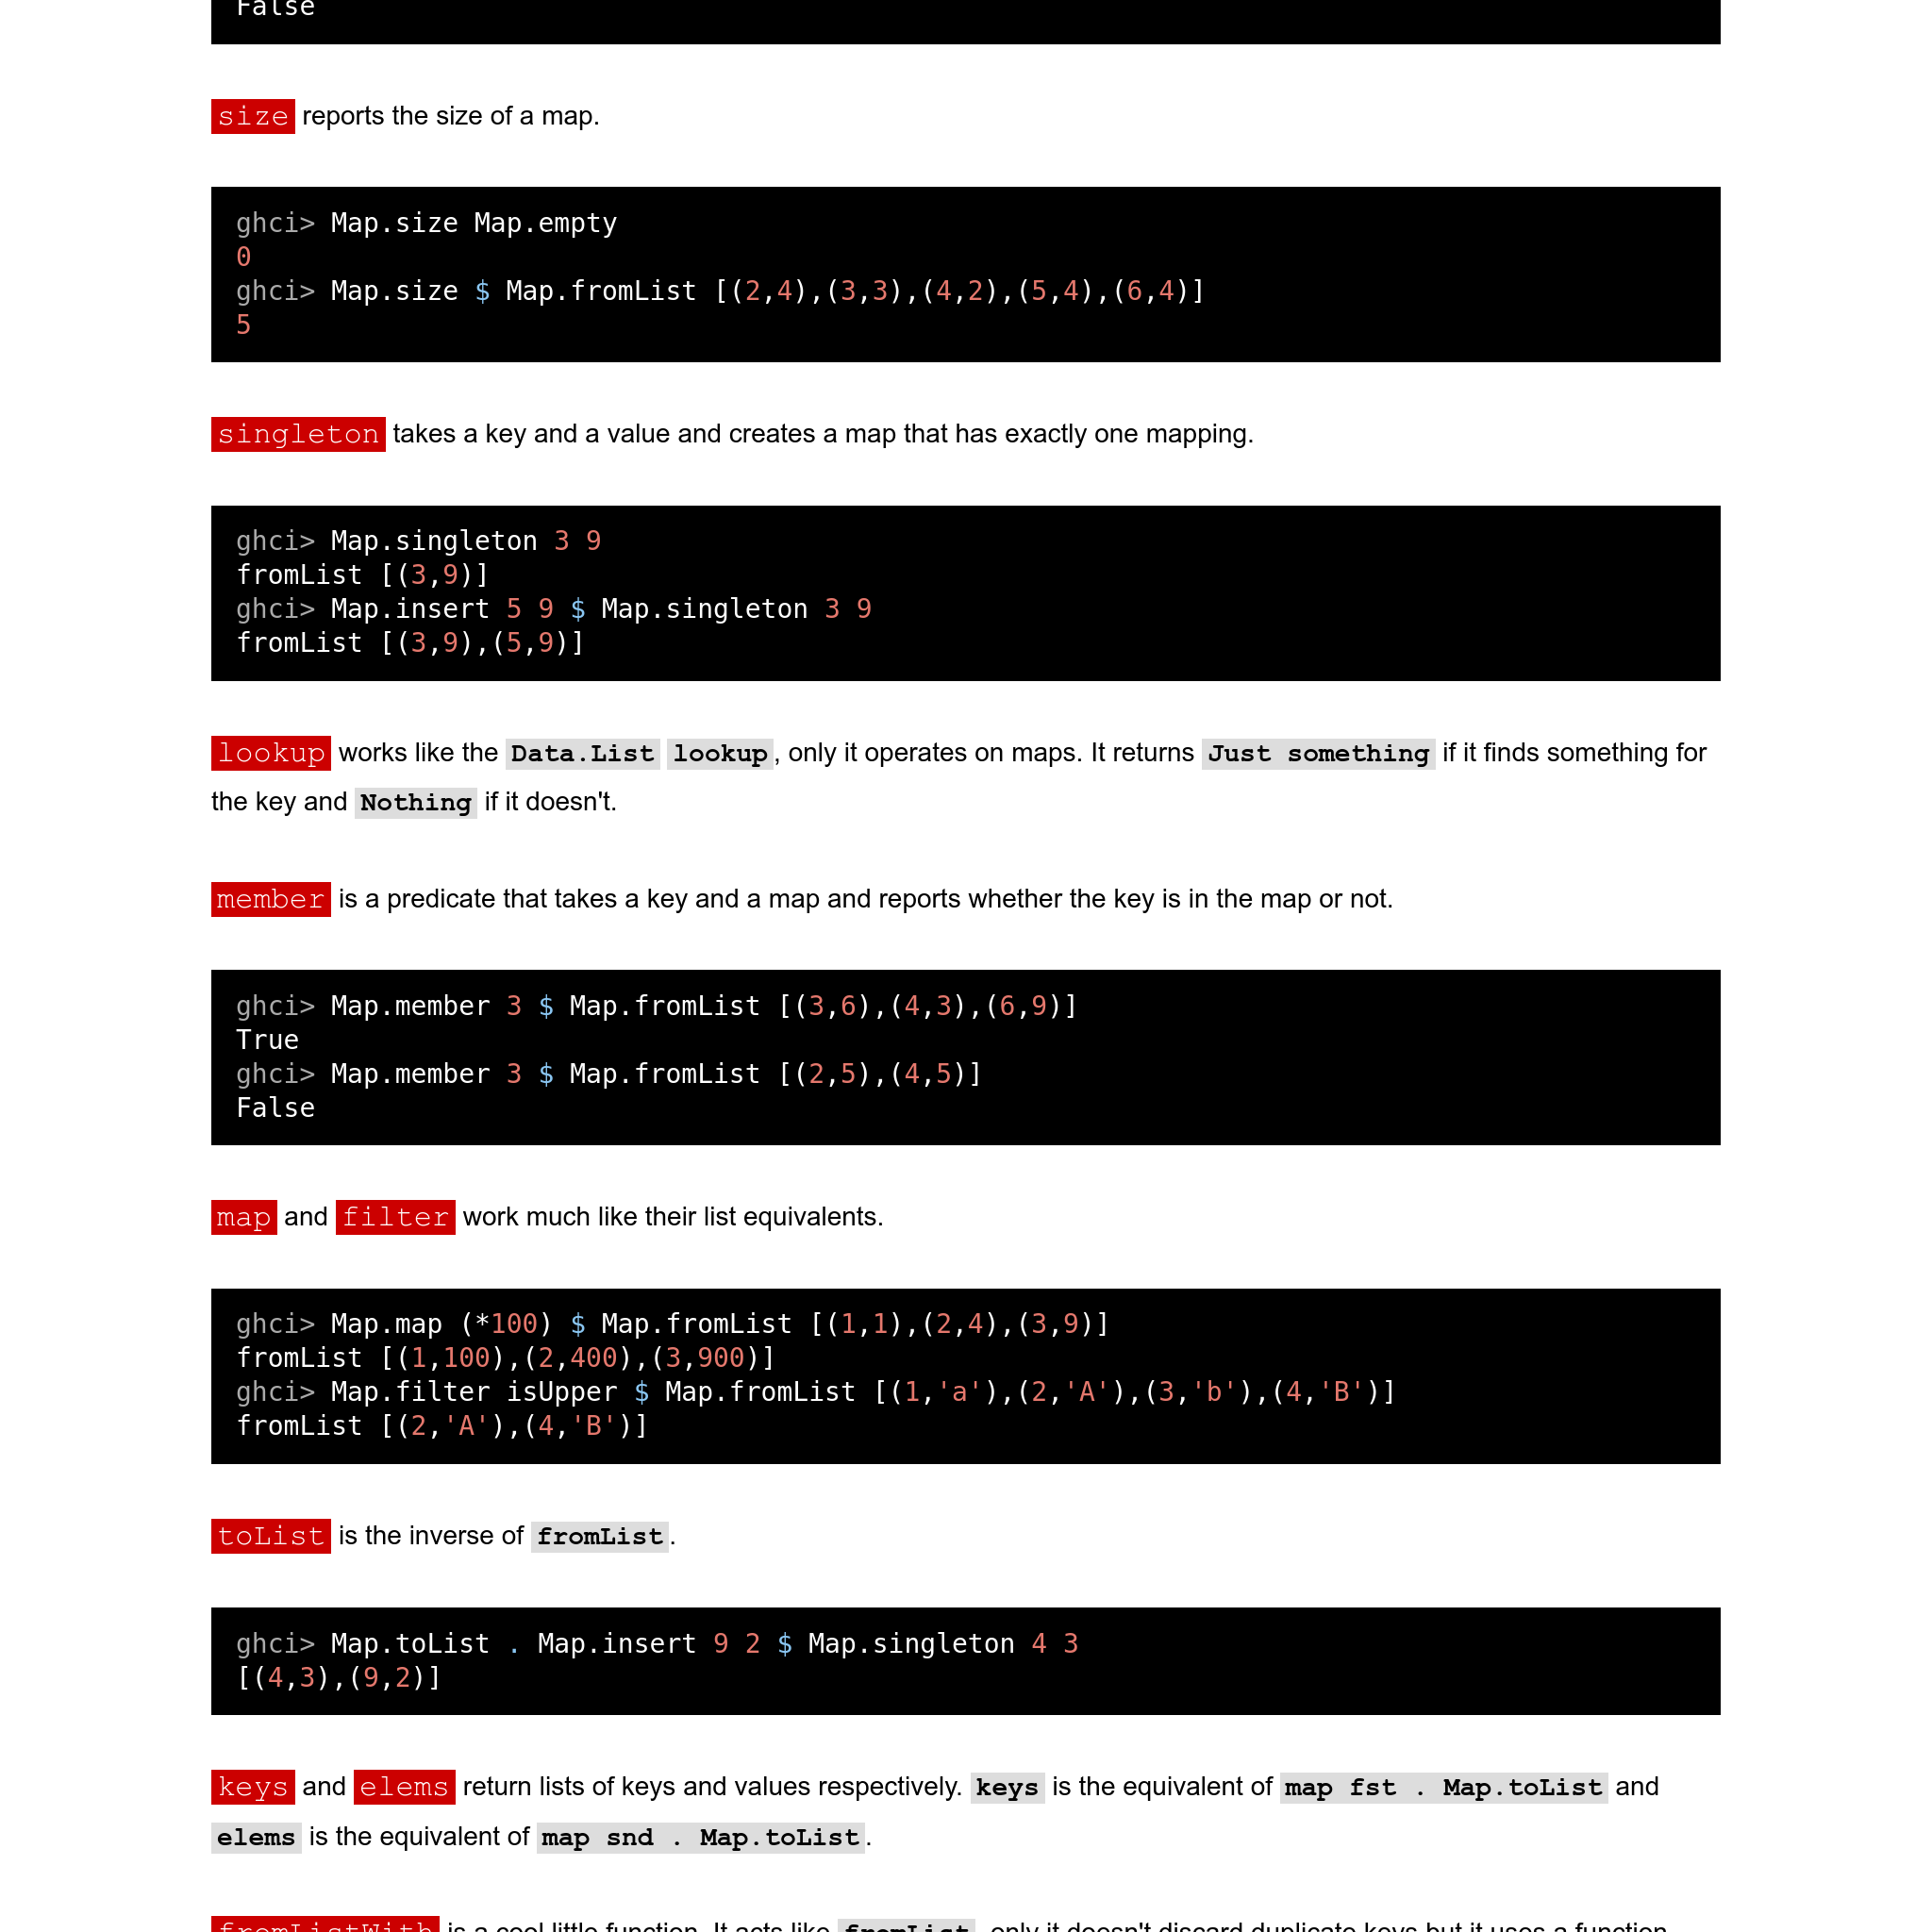 False
size reports the size of a map.
ghci> Map.size Map.empty
0
ghci> Map.size $ Map.fromList [(2,4),(3,3),(4,2),(5,4),(6,4)]
5
singleton takes a key and a value and creates a map that has exactly one mapping.
ghci> Map.singleton 3 9
fromList [(3,9)]
ghci> Map.insert 5 9 $ Map.singleton 3 9
fromList [(3,9),(5,9)]
lookup works like the Data.List lookup, only it operates on maps. It returns Just something if it finds something for
the key and Nothing if it doesn't.
member is a predicate that takes a key and a map and reports whether the key is in the map or not.
ghci> Map.member 3 $ Map.fromList [(3,6),(4,3),(6,9)]
True
ghci> Map.member 3 $ Map.fromList [(2,5),(4,5)]
False
map and filter work much like their list equivalents.
ghci> Map.map (*100) $ Map.fromList [(1,1),(2,4),(3,9)]
fromList [(1,100),(2,400),(3,900)]
ghci> Map.filter isUpper $ Map.fromList [(1,'a'),(2,'A'),(3,'b'),(4,'B')]
fromList [(2,'A'),(4,'B')]
toList is the inverse of fromList.
ghci> Map.toList . Map.insert 9 2 $ Map.singleton 4 3
[(4,3),(9,2)]
keys and elems return lists of keys and values respectively. keys is the equivalent of map fst . Map.toList and
elems is the equivalent of map snd . Map.toList.
fromListWith is a cool little function. It acts like fromList, only it doesn't discard duplicate keys but it uses a function